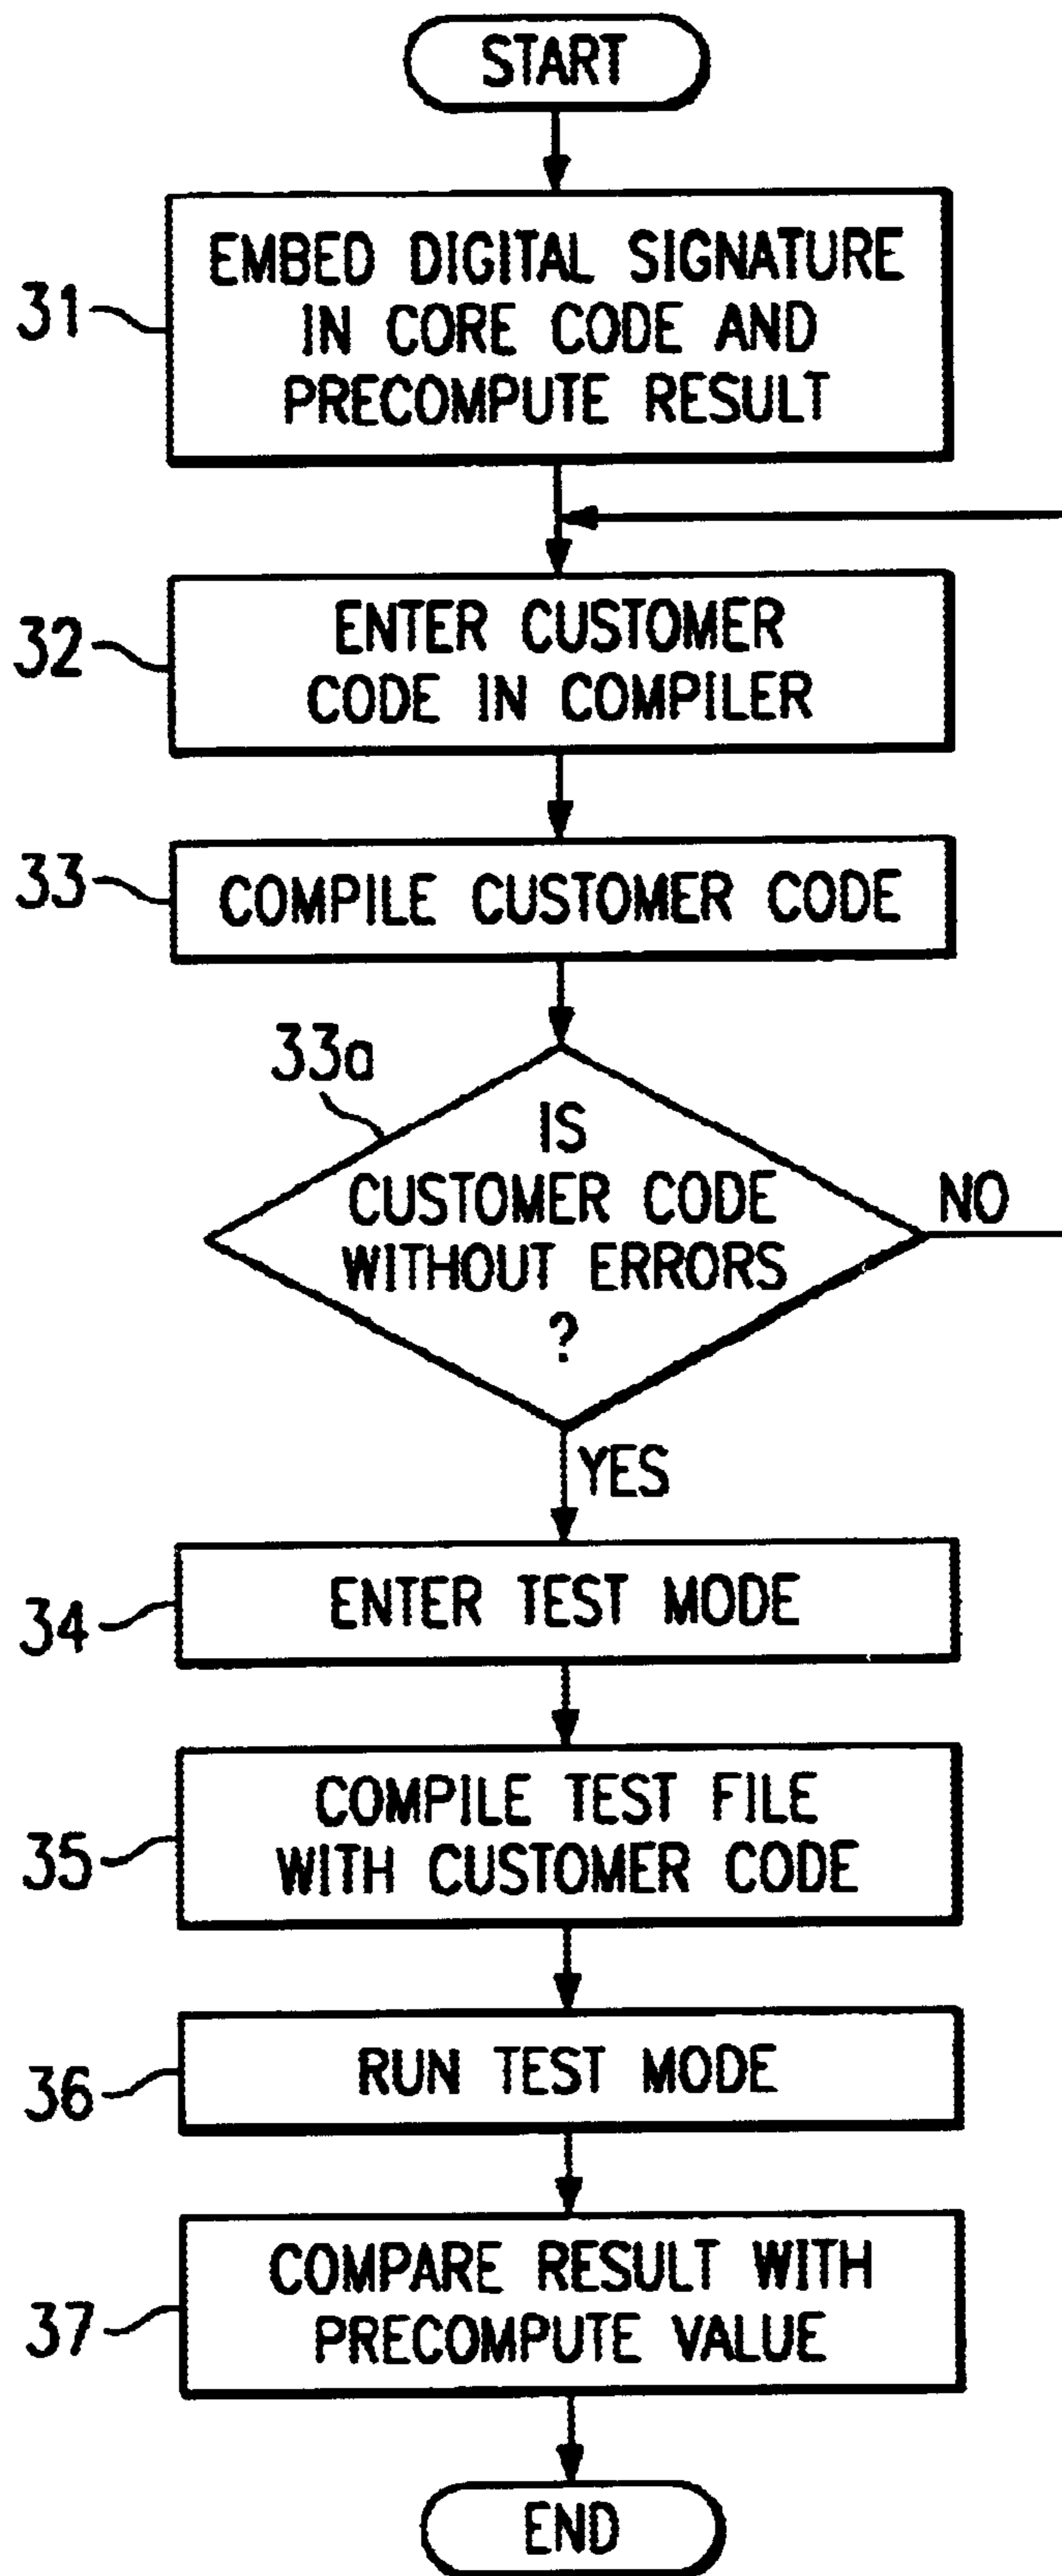 START
31
EMBED DIGITAL SIGNATURE
IN CORE CODE AND
PRECOMPUTE RESULT
32
ENTER CUSTOMER
CODE IN COMPILER
33
COMPILE CUSTOMER CODE
33a
IS
CUSTOMER CODE
WITHOUT ERRORS
?
NO
YES
34
ENTER TEST MODE
35
COMPILE TEST FILE
WITH CUSTOMER CODE
36
RUN TEST MODE
37
COMPARE RESULT WITH
PRECOMPUTE VALUE
END